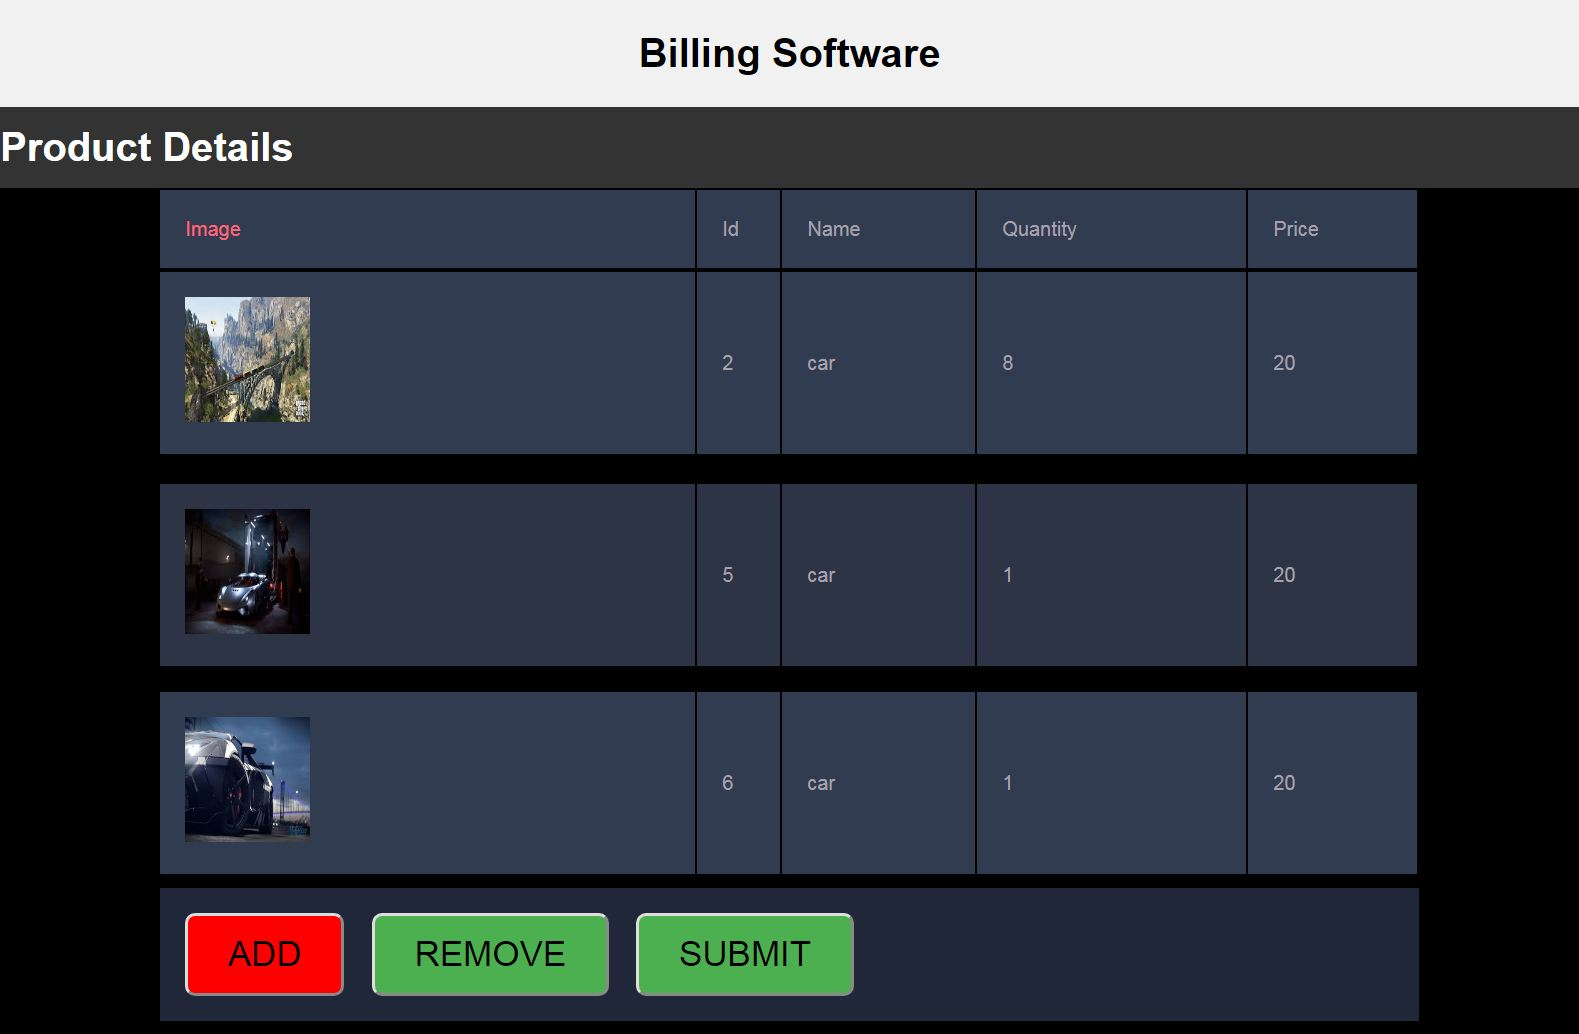 Billing Software
Product Details
Image Id Name Quantity Price
2 car 8 20
5 car 1 20
6 car 1 20
ADD REMOVE SUBMIT